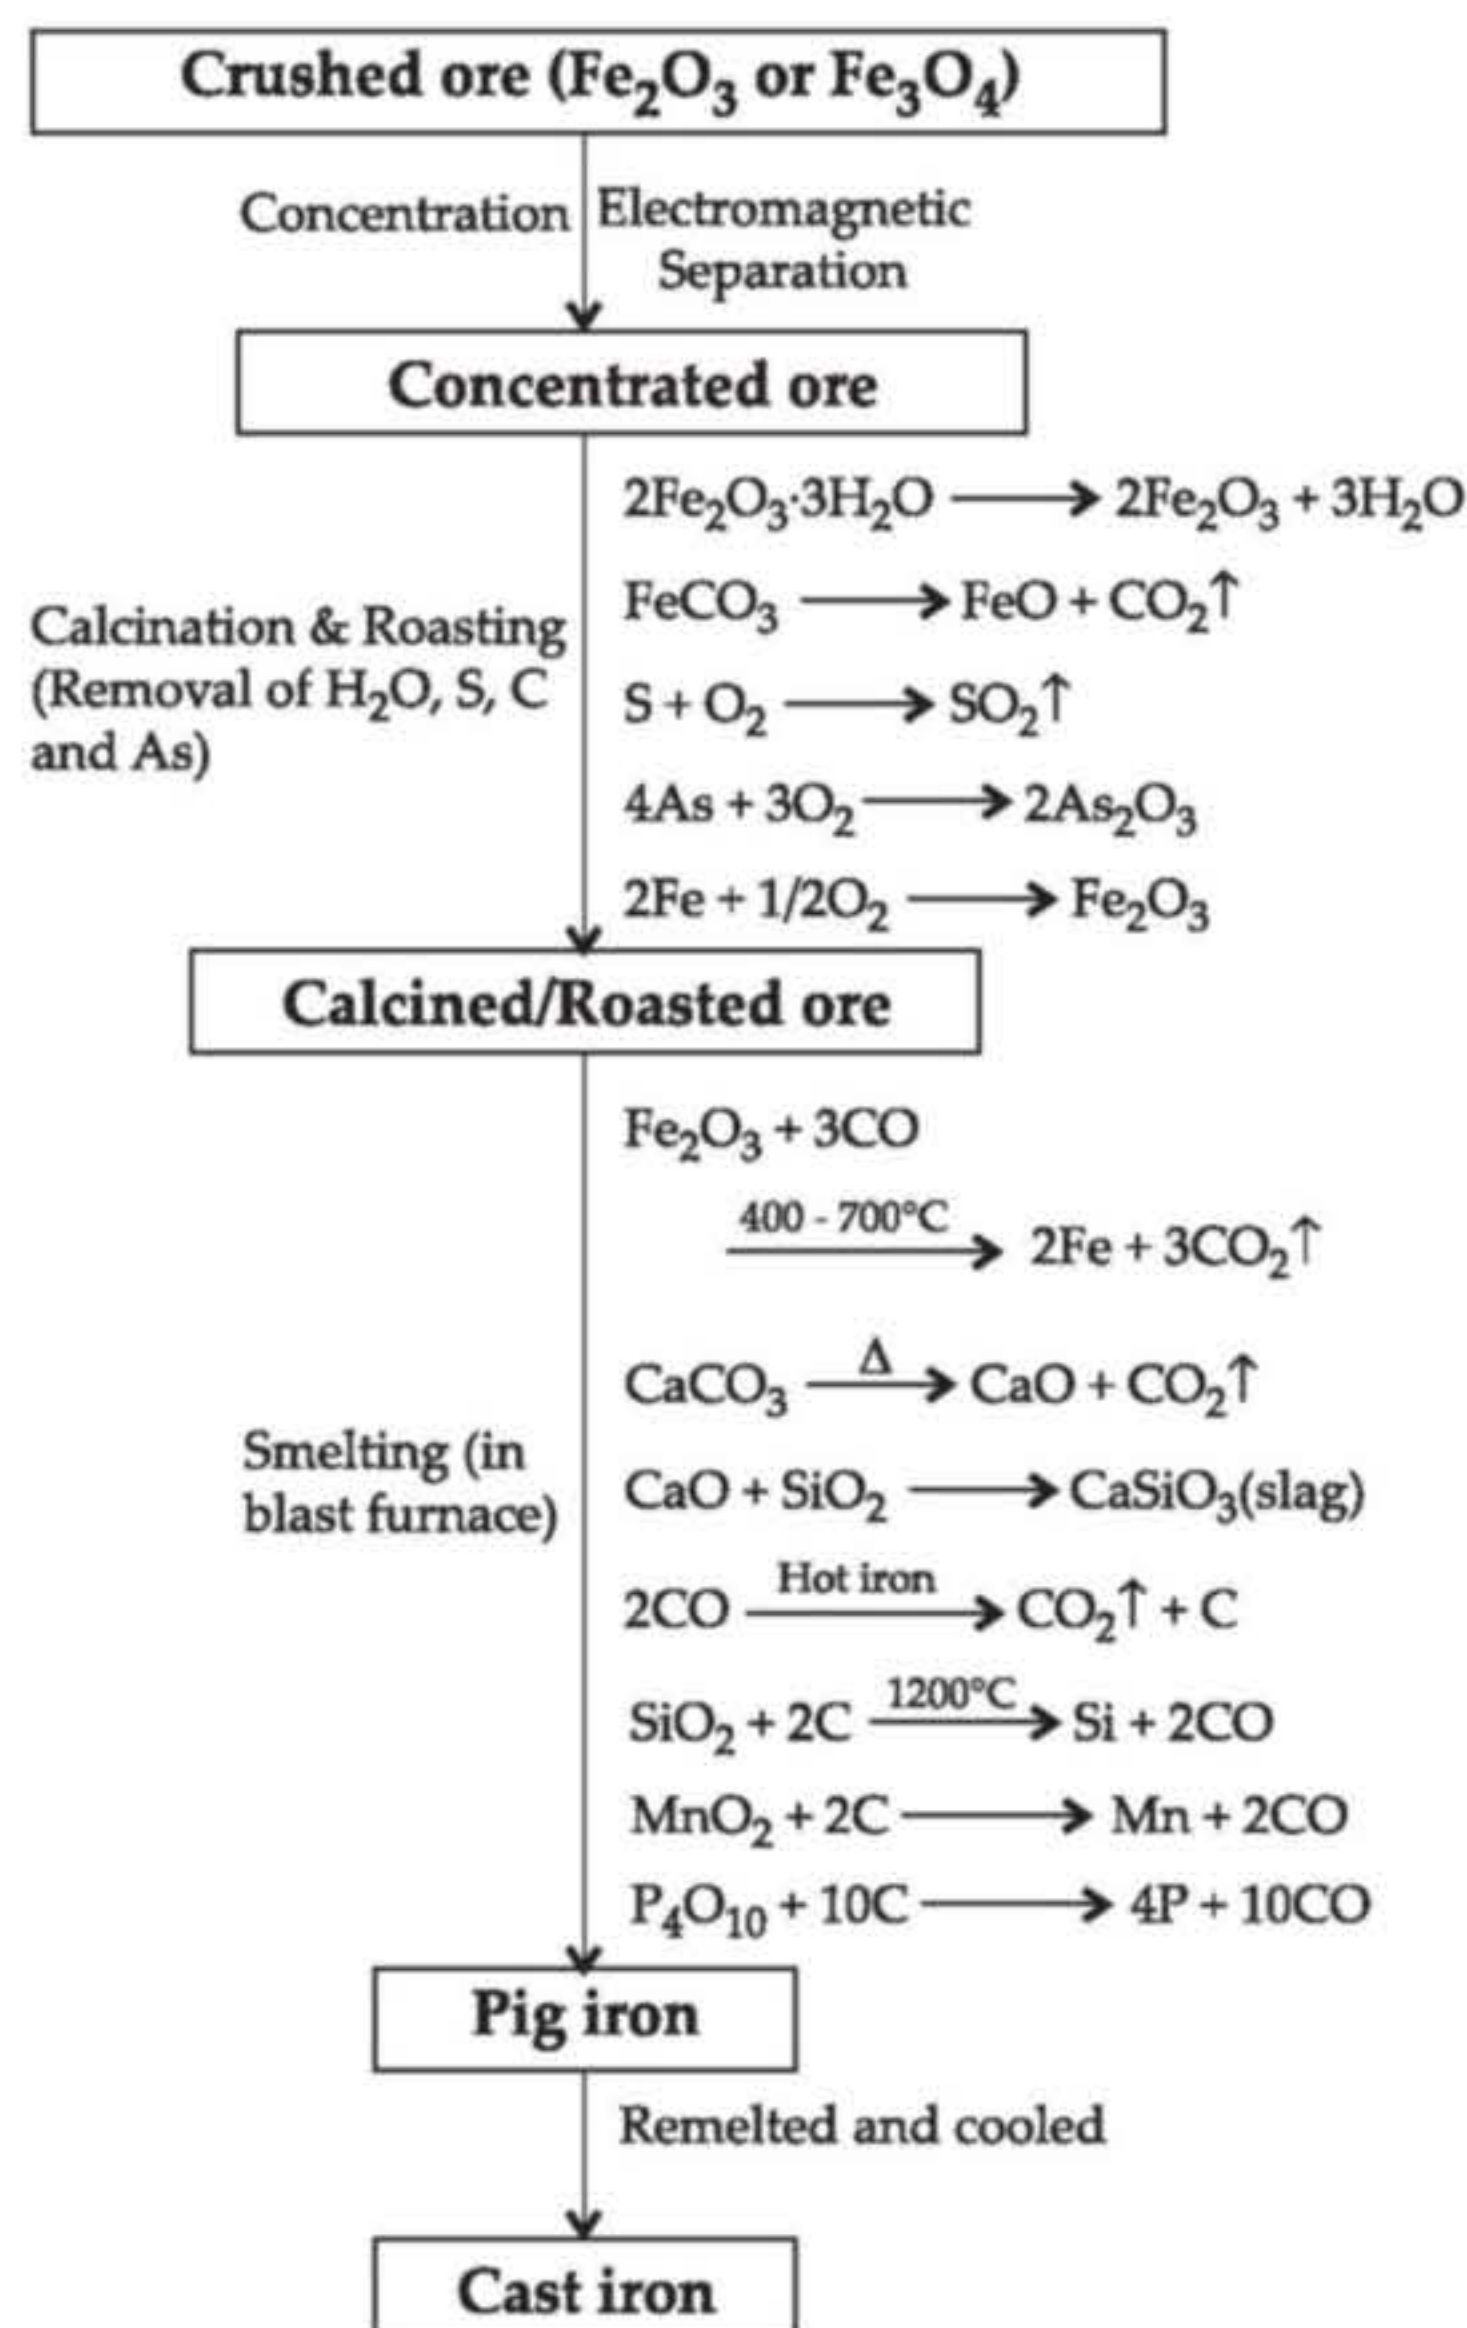 Crushed ore (Fe₂O₃ or Fe₃O₄)
Concentration Electromagnetic
Separation
Concentrated ore
2Fe₂O₃·3H₂O → 2Fe₂O₃ + 3H₂O
FeCO₃ → FeO + CO₂↑
Calcination & Roasting
(Removal of H₂O, S, C
and As)
S + O₂ → SO₂↑
4As + 3O₂ → 2As₂O₃
2Fe + 1/2O₂ → Fe₂O₃
Calcined/Roasted ore
Fe₂O₃ + 3CO
400 - 700°C
→ 2Fe + 3CO₂↑
Δ
CaCO₃ → CaO + CO₂↑
Smelting (in
blast furnace)
CaO + SiO₂ → CaSiO₃(slag)
Hot iron
2CO → CO₂↑ + C
1200°C
SiO₂ + 2C → Si + 2CO
MnO₂ + 2C → Mn + 2CO
P₄O₁₀ + 10C → 4P + 10CO
Pig iron
Remelted and cooled
Cast iron